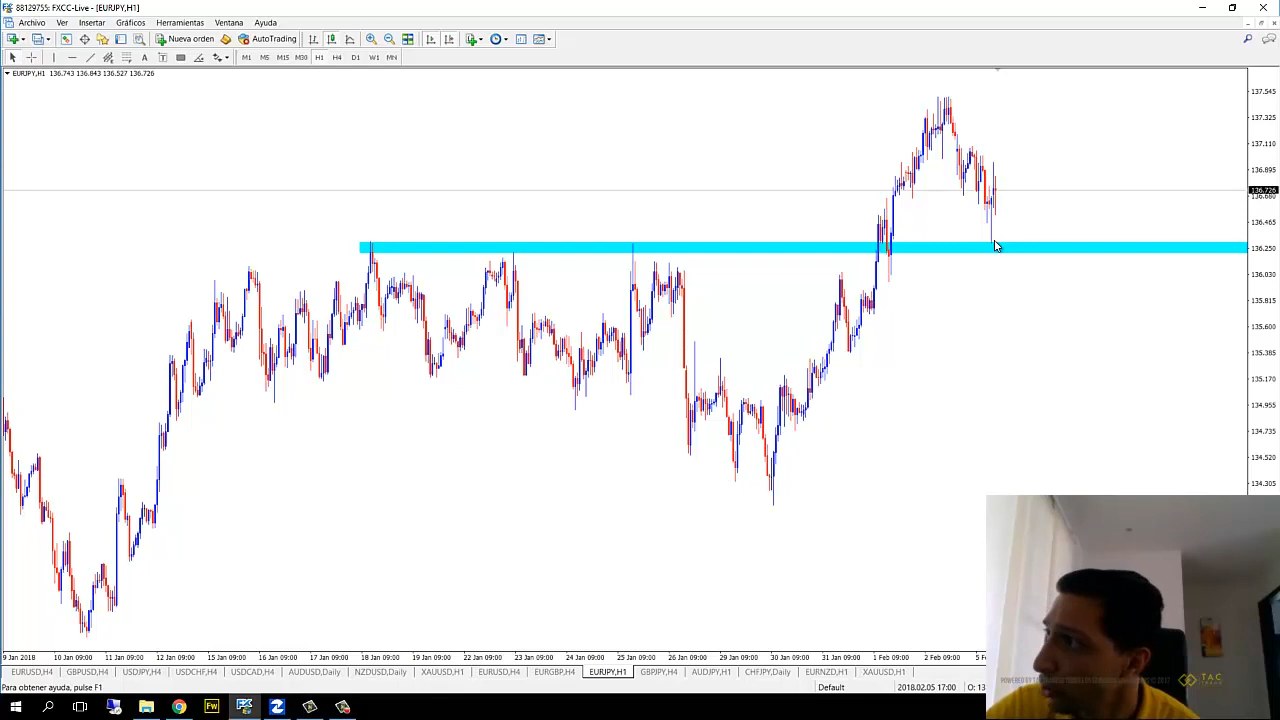 88129755: FXCC-Live - [EURJPY,H1]
Archivo Ver Insertar Gráficos Herramientas Ventana Ayuda
Nueva orden AutoTrading
A T M1 M5 M15 M30 H1 H4 D1 W1 MN
EURJPY,H1 136.743 136.843 136.527 136.726
137.545
137.325
137.110
136.895
136.726
136.680
136.465
136.250
136.030
135.815
135.600
135.385
135.170
134.955
134.735
134.520
134.305
9 Jan 2018 10 Jan 09:00 11 Jan 09:00 12 Jan 09:00 15 Jan 09:00 16 Jan 09:00 17 Jan 09:00 18 Jan 09:00 19 Jan 09:00 22 Jan 09:00 23 Jan 09:00 24 Jan 09:00 25 Jan 09:00 26 Jan 09:00 29 Jan 09:00 30 Jan 09:00 31 Jan 09:00 1 Feb 09:00 2 Feb 09:00 5 F
EURUSD,H4 GBPUSD,H4 USDJPY,H4 USDCHF,H4 USDCAD,H4 AUDUSD,Daily NZDUSD,Daily XAUUSD,H1 EURUSD,H4 EURGBP,H4 EURJPY,H1 GBPJPY,H4 AUDJPY,H1 CHFJPY,Daily EURNZD,H1 XAUUSD,H1
TAC
Para obtener ayuda, pulse F1 Default 2018.02.05 17:00 O: 13
Fw